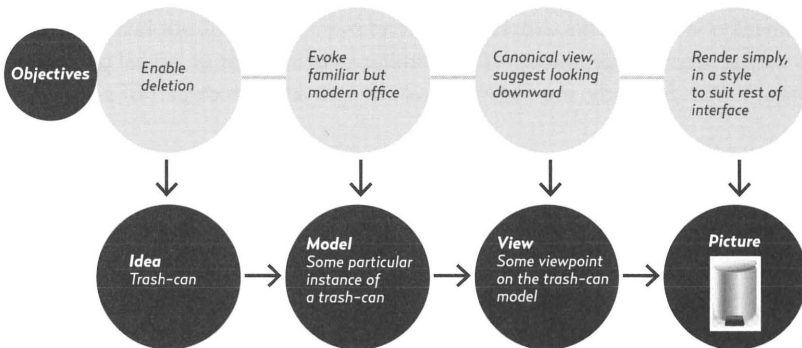 Objectives
Enable
deletion
Evoke
familiar but
modern office
Canonical view,
suggest looking
downward
Render simply,
in a style
to suit rest of
interface
Idea
Trash-can
Model
Some particular
instance of
a trash-can
View
Some viewpoint
on the trash-can
model
Picture